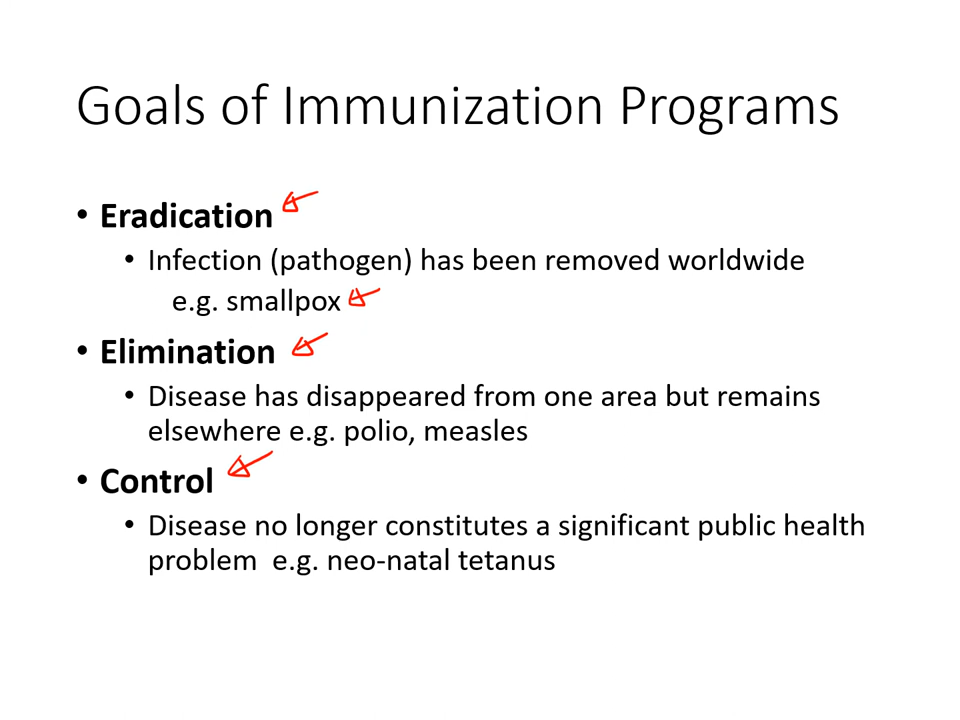 Goals of Immunization Programs
• Eradication
• Infection (pathogen) has been removed worldwide
e.g. smallpox
• Elimination
• Disease has disappeared from one area but remains
elsewhere e.g. polio, measles
• Control
• Disease no longer constitutes a significant public health
problem  e.g. neo-natal tetanus